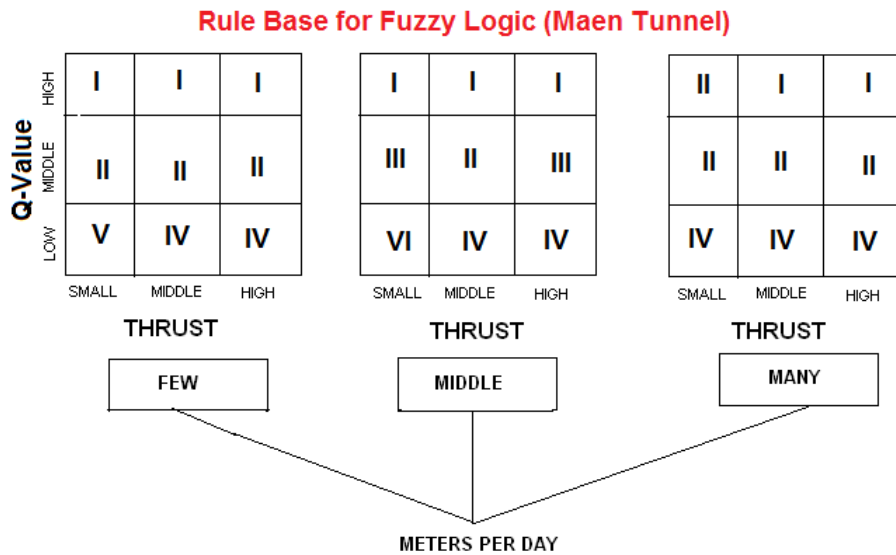 Rule Base for Fuzzy Logic (Maen Tunnel)
Q-Value
HIGH
MIDDLE
LOW
I I I
II II II
V IV IV
SMALL MIDDLE HIGH
THRUST
FEW
I I I
III II III
VI IV IV
SMALL MIDDLE HIGH
THRUST
MIDDLE
II I I
II II II
IV IV IV
SMALL MIDDLE HIGH
THRUST
MANY
METERS PER DAY